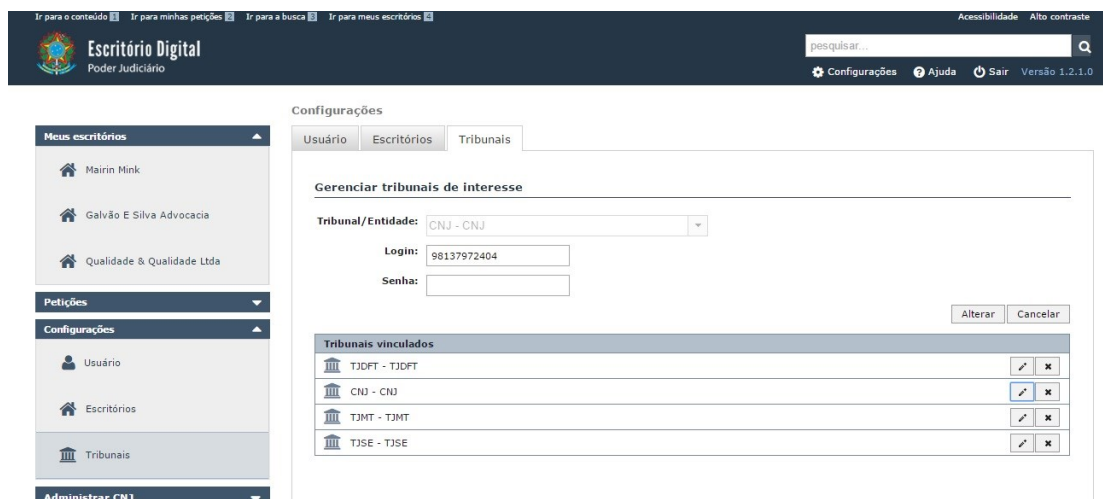 Ir para o conteúdo 1 Ir para minhas petições 2 Ir para a busca 3 Ir para meus escritórios 4 Acessibilidade Alto contraste
Escritório Digital
Poder Judiciário
pesquisar...
Configurações Ajuda Sair Versão 1.2.1.0
Meus escritórios
Mairin Mink
Galvão E Silva Advocacia
Qualidade & Qualidade Ltda
Petições
Configurações
Usuário
Escritórios
Tribunais
Administrar CNJ
Configurações
Usuário Escritórios Tribunais
Gerenciar tribunais de interesse
Tribunal/Entidade: CNJ - CNJ
Login: 98137972404
Senha:
Alterar Cancelar
Tribunais vinculados
TJDFT - TJDFT
CNJ - CNJ
TJMT - TJMT
TJSE - TJSE